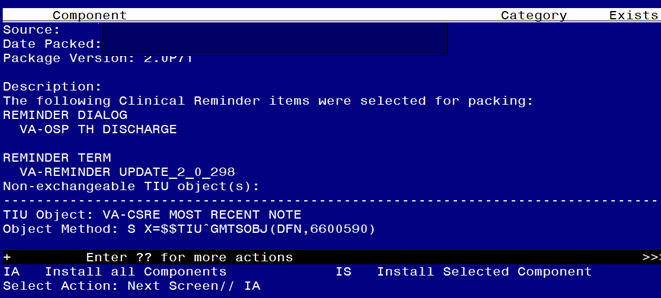 Component Category Exists
Source:
Date Packed:
Package Version: 2.0P71

Description:
The following Clinical Reminder items were selected for packing:
REMINDER DIALOG
  VA-OSP TH DISCHARGE

REMINDER TERM
  VA-REMINDER UPDATE_2_0_298
Non-exchangeable TIU object(s):
--------------------------------------------------------------------------------
TIU Object: VA-CSRE MOST RECENT NOTE
Object Method: S X=$$TIU^GMTSOBJ(DFN,6600590)
+ Enter ?? for more actions >>>
IA Install all Components IS Install Selected Component
Select Action: Next Screen// IA